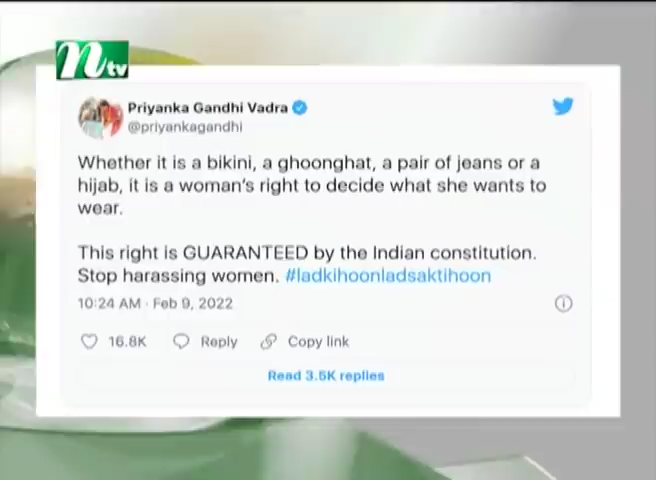 ntv
Priyanka Gandhi Vadra
@priyankagandhi
Whether it is a bikini, a ghoonghat, a pair of jeans or a
hijab, it is a woman's right to decide what she wants to
wear.
This right is GUARANTEED by the Indian constitution.
Stop harassing women. #ladkihoonladsaktihoon
10:24 AM · Feb 9, 2022
16.8K Reply Copy link
Read 3.5K replies